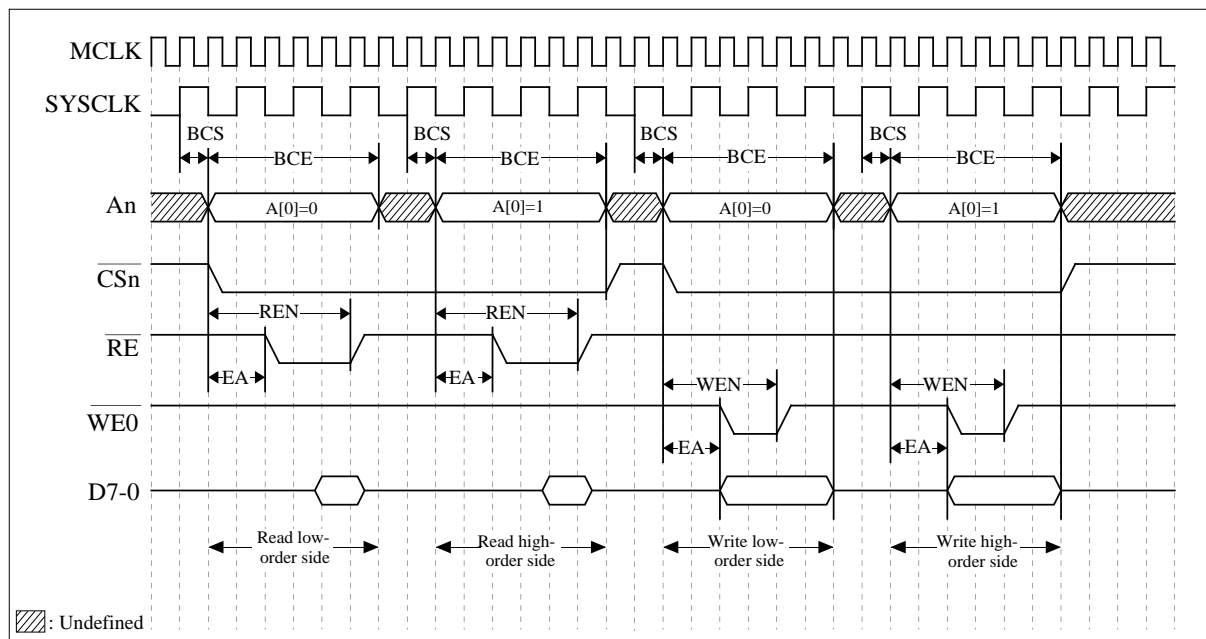 MCLK
SYSCLK
BCS BCS BCS BCS
BCE BCE BCE BCE
An A[0]=0 A[0]=1 A[0]=0 A[0]=1
CSn
REN REN
RE
EA EA
WEN WEN
WE0
EA EA
D7-0
Read low- Read high- Write low- Write high-
order side order side order side order side
: Undefined